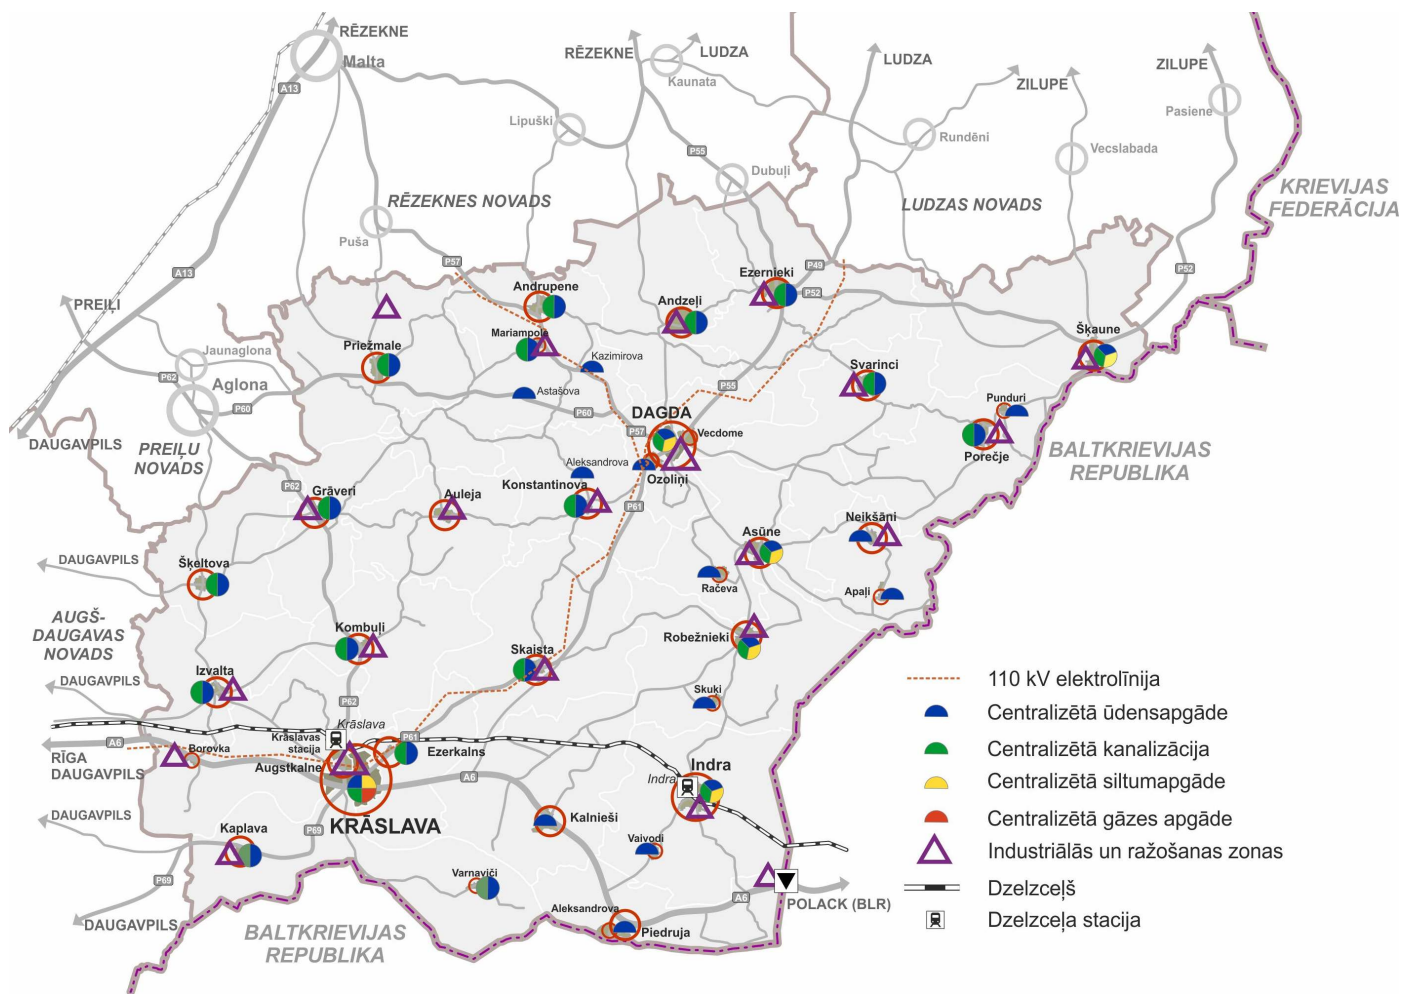 RĒZEKNE
Malta
A13
RĒZEKNE
LUDZA
Kaunata
LUDZA
ZILUPE
ZILUPE
Pasiene
Lipuški
Rundēni
Vecslabada
P55
Dubuļi
KRIEVIJAS
FEDERĀCIJA
RĒZEKNES NOVADS
LUDZAS NOVADS
Puša
A13
P57
P49
P52
P52
Ezernieki
Andrupene
Andzeļi
PREIĻI
Mariampole
Šķaune
Jaunaglona
Priežmale
Kazimirova
Svarinci
P62
Aglona
P60
Astašova
P55
Punduri
P60
DAGDA
P57
Vecdome
DAUGAVPILS
PREIĻU
NOVADS
Porečje
BALTKRIEVIJAS
REPUBLIKA
Aleksandrova
Ozoliņi
P62
Grāveri
Auleja
Konstantinova
P61
Neikšāni
Asūne
DAUGAVPILS
Šķeltova
Račeva
Apaļi
AUGŠ-
DAUGAVAS
NOVADS
Kombuļi
Robežnieki
Skaista
Izvalta
DAUGAVPILS
Skuķi
P62
Krāslava
Krāslavas
stacija
P61
A6
Borovka
Ezerkalns
RĪGA
DAUGAVPILS
Augstkalne
A6
Indra
Indra
DAUGAVPILS
KRĀSLAVA
Kalnieši
P69
Kaplava
Vaivodi
P69
Varnaviči
A6
POLACK (BLR)
DAUGAVPILS
Aleksandrova
Piedruja
BALTKRIEVIJAS
REPUBLIKA
110 kV elektrolīnija
Centralizētā ūdensapgāde
Centralizētā kanalizācija
Centralizētā siltumapgāde
Centralizētā gāzes apgāde
Industriālās un ražošanas zonas
Dzelzceļš
Dzelzceļa stacija